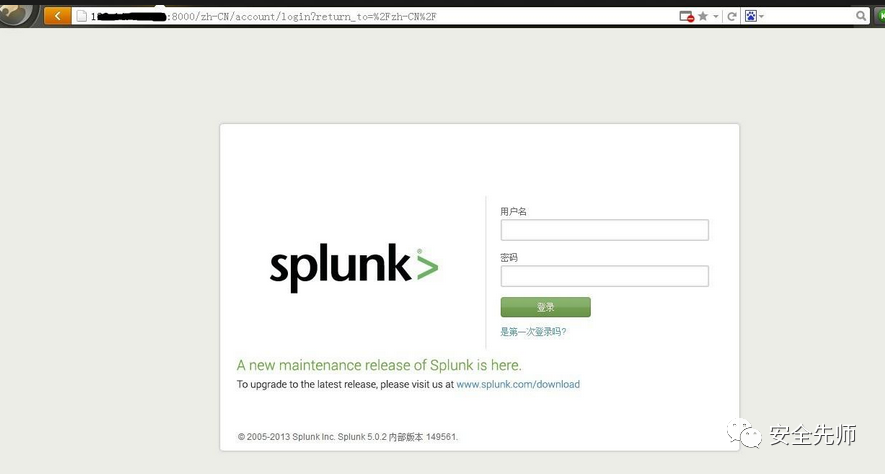 :8000/zh-CN/account/login?return_to=%2Fzh-CN%2F
用户名
splunk>
密码
登录
是第一次登录吗?
A new maintenance release of Splunk is here.
To upgrade to the latest release, please visit us at www.splunk.com/download
© 2005-2013 Splunk Inc. Splunk 5.0.2 内部版本 149561.
安全先师